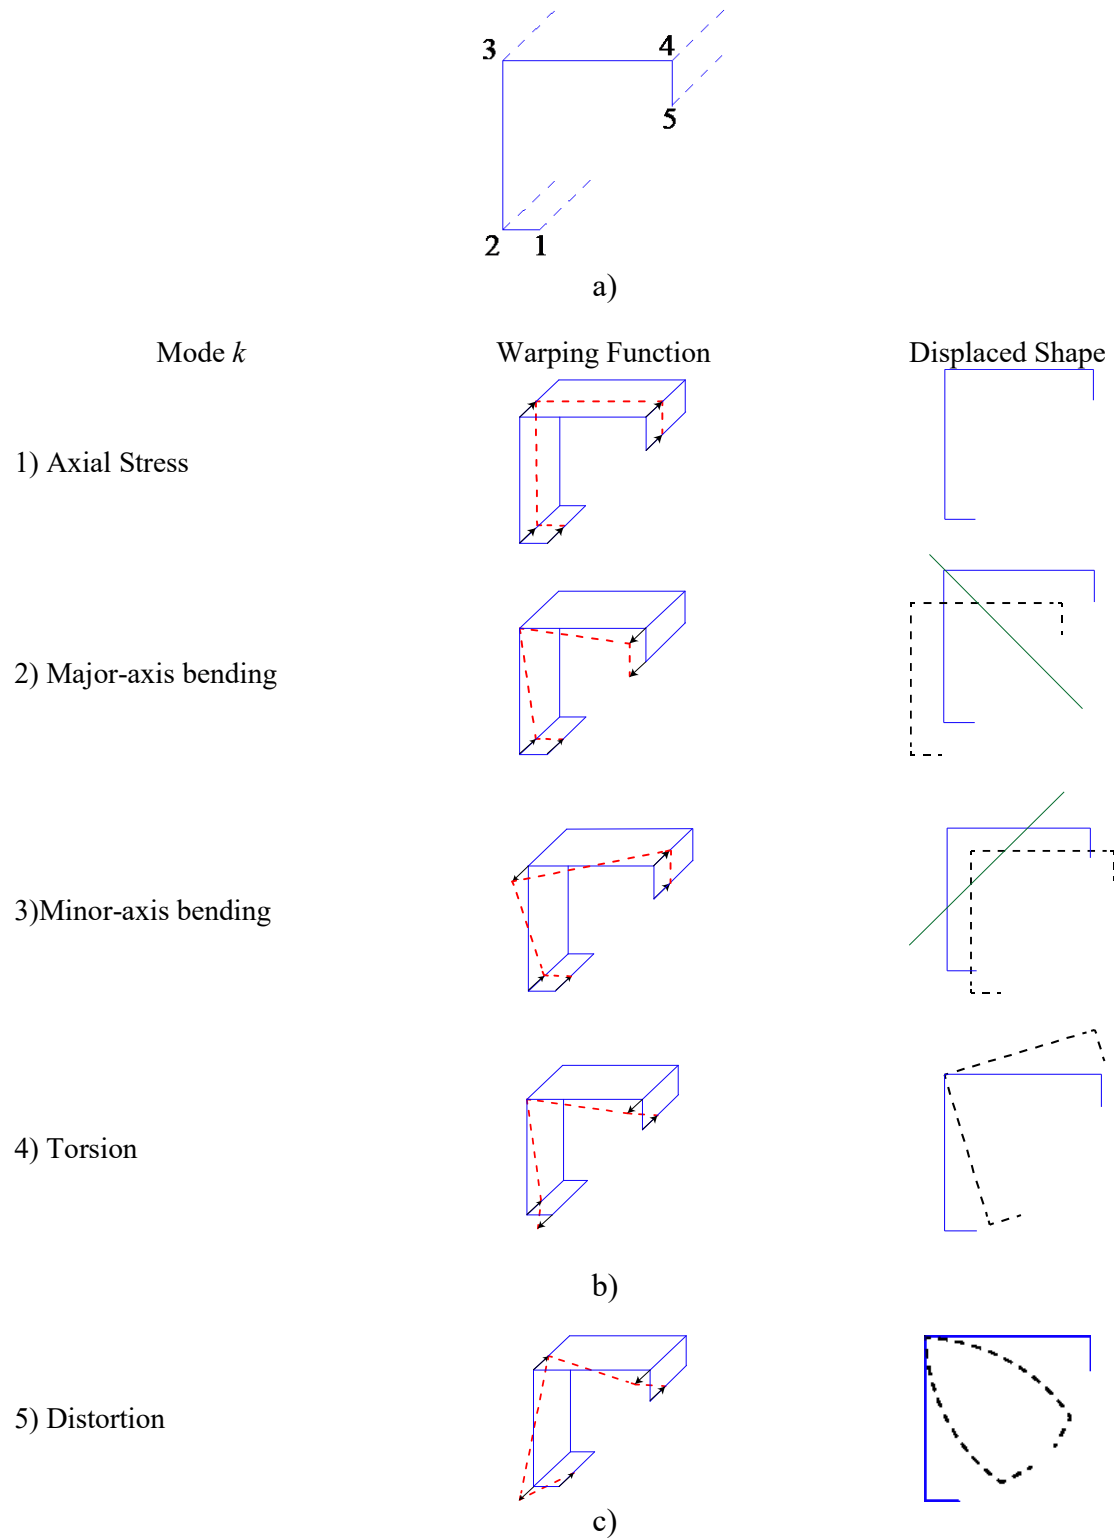 3 4
5
2 1
a)
Mode k Warping Function Displaced Shape
1) Axial Stress
2) Major-axis bending
3)Minor-axis bending
4) Torsion
b)
5) Distortion
c)